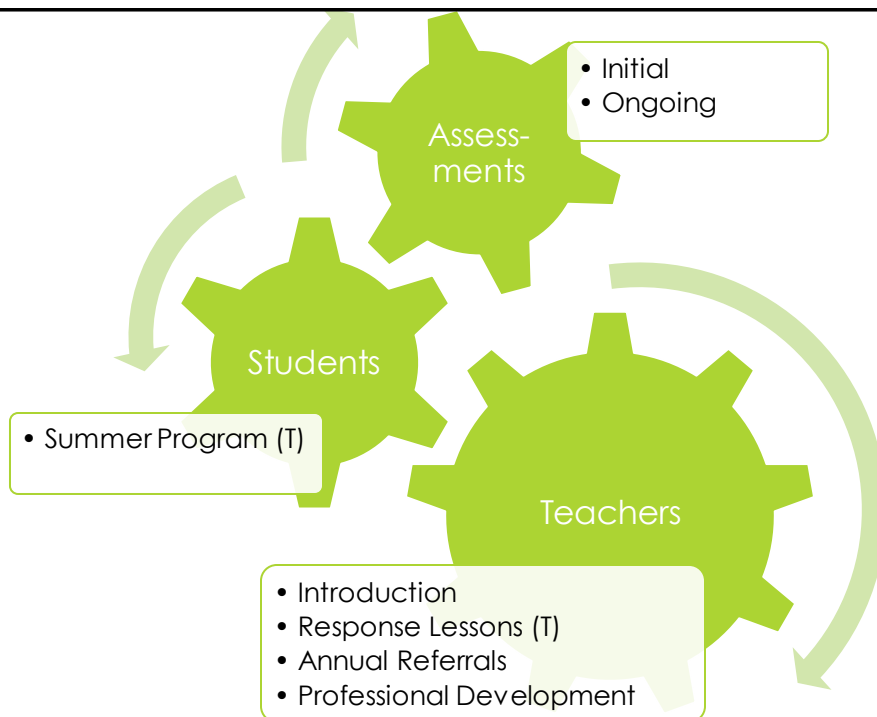 • Initial
• Ongoing
Assess-
ments
Students
• Summer Program (T)
Teachers
• Introduction
• Response Lessons (T)
• Annual Referrals
• Professional Development